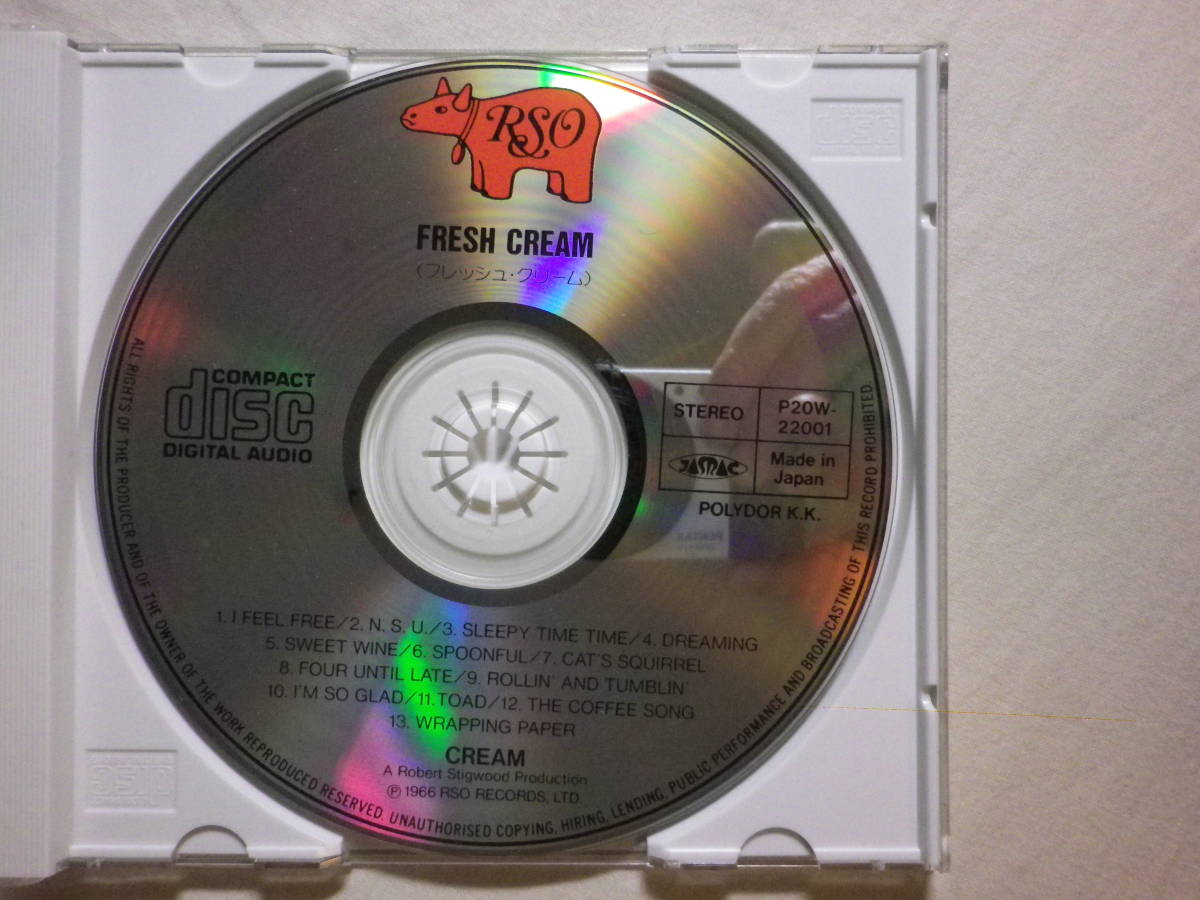 RSO
FRESH CREAM
(フレッシュ・クリーム)
COMPACT
disc
DIGITAL AUDIO
STEREO
P20W-
22001
JASRAC
Made in
Japan
POLYDOR K.K.
1. I FEEL FREE/2. N. S. U./3. SLEEPY TIME TIME/4. DREAMING
5. SWEET WINE/6. SPOONFUL/7. CAT'S SQUIRREL
8. FOUR UNTIL LATE/9. ROLLIN' AND TUMBLIN'
10. I'M SO GLAD/11. TOAD/12. THE COFFEE SONG
13. WRAPPING PAPER
CREAM
A Robert Stigwood Production
Ⓟ 1966 RSO RECORDS, LTD.
ALL RIGHTS OF THE PRODUCER AND OF THE OWNER OF THE WORK REPRODUCED RESERVED. UNAUTHORISED COPYING, HIRING, LENDING, PUBLIC PERFORMANCE AND BROADCASTING OF THIS RECORD PROHIBITED.
disc
disc
PENTAX